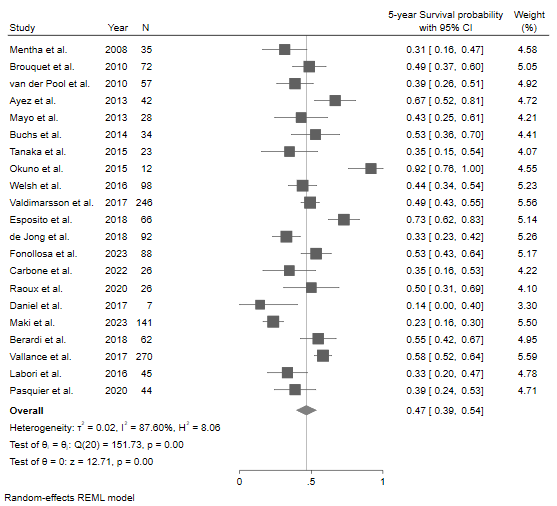 5-year Survival probability Weight
Study Year N with 95% CI (%)
Mentha et al. 2008 35 0.31 [ 0.16, 0.47] 4.58
Brouquet et al. 2010 72 0.49 [ 0.37, 0.60] 5.05
van der Pool et al. 2010 57 0.39 [ 0.26, 0.51] 4.92
Ayez et al. 2013 42 0.67 [ 0.52, 0.81] 4.72
Mayo et al. 2013 28 0.43 [ 0.25, 0.61] 4.21
Buchs et al. 2014 34 0.53 [ 0.36, 0.70] 4.41
Tanaka et al. 2015 23 0.35 [ 0.15, 0.54] 4.07
Okuno et al. 2015 12 0.92 [ 0.76, 1.00] 4.55
Welsh et al. 2016 98 0.44 [ 0.34, 0.54] 5.23
Valdimarsson et al. 2017 246 0.49 [ 0.43, 0.55] 5.56
Esposito et al. 2018 66 0.73 [ 0.62, 0.83] 5.14
de Jong et al. 2018 92 0.33 [ 0.23, 0.42] 5.26
Fonollosa et al. 2023 88 0.53 [ 0.43, 0.64] 5.17
Carbone et al. 2022 26 0.35 [ 0.16, 0.53] 4.22
Raoux et al. 2020 26 0.50 [ 0.31, 0.69] 4.10
Daniel et al. 2017 7 0.14 [ 0.00, 0.40] 3.30
Maki et al. 2023 141 0.23 [ 0.16, 0.30] 5.50
Berardi et al. 2018 62 0.55 [ 0.42, 0.67] 4.95
Vallance et al. 2017 270 0.58 [ 0.52, 0.64] 5.59
Labori et al. 2016 45 0.33 [ 0.20, 0.47] 4.78
Pasquier et al. 2020 44 0.39 [ 0.24, 0.53] 4.71
Overall 0.47 [ 0.39, 0.54]
Heterogeneity: τ² = 0.02, I² = 87.60%, H² = 8.06
Test of θᵢ = θⱼ: Q(20) = 151.73, p = 0.00
Test of θ = 0: z = 12.71, p = 0.00
0 .5 1
Random-effects REML model